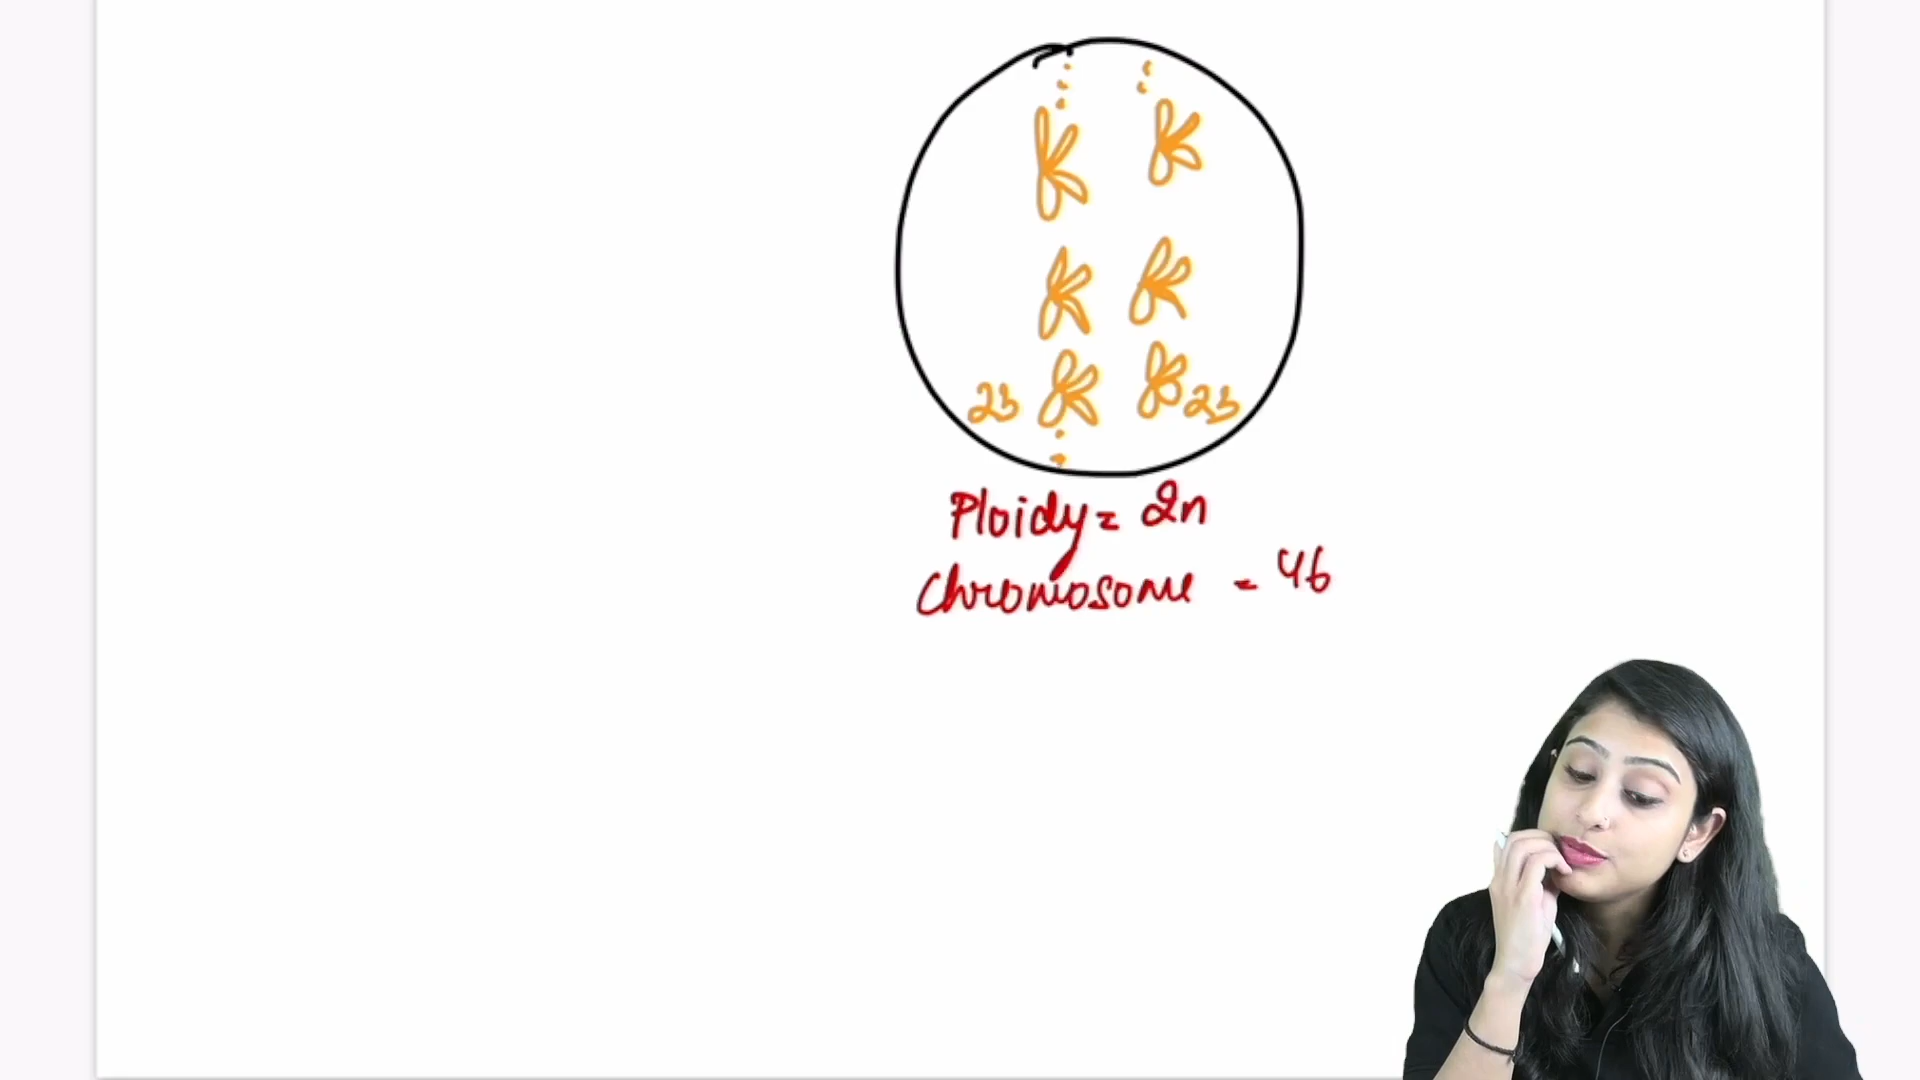 23 23
Ploidy = 2n
Chromosome = 46